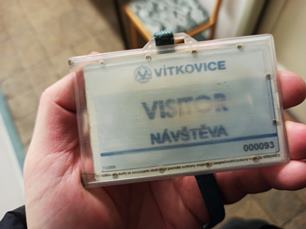 VÍTKOVICE
VISITOR
NÁVŠTĚVA
000093